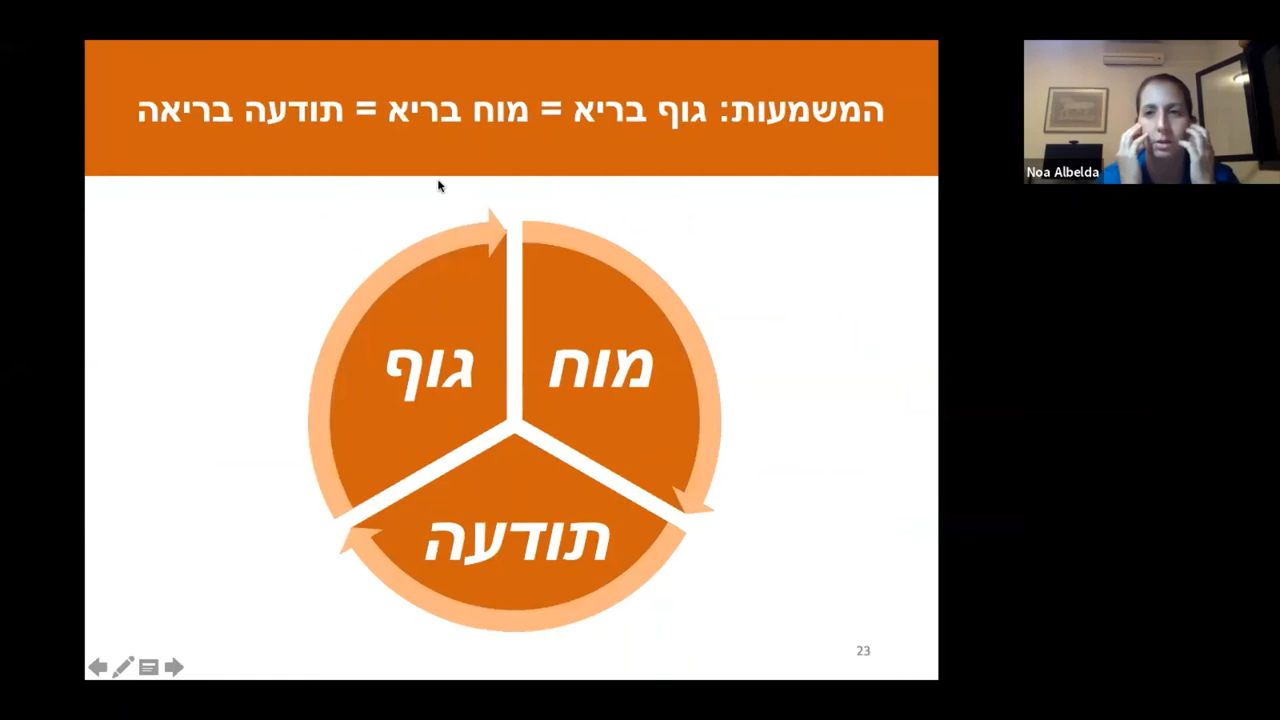 המשמעות: גוף בריא = מוח בריא = תודעה בריאה
Noa Albelda
מוח
גוף
תודעה
23